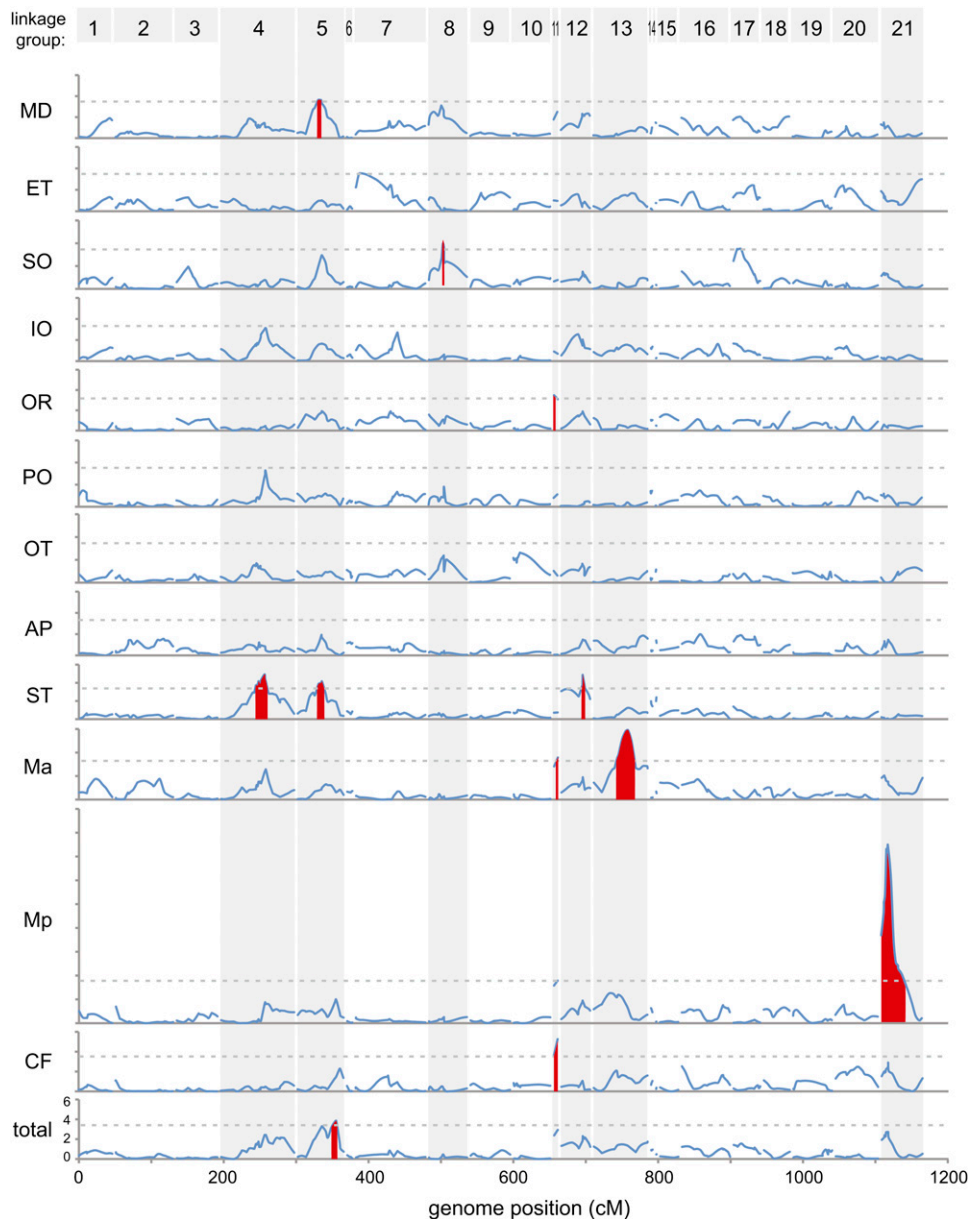 linkage group: 1 2 3 4 5 6 7 8 9 10 11 12 13 14 15 16 17 18 19 20 21
MD
ET
SO
IO
OR
PO
OT
AP
ST
Ma
Mp
CF
total
6
4
2
0
0 200 400 600 800 1000 1200
genome position (cM)